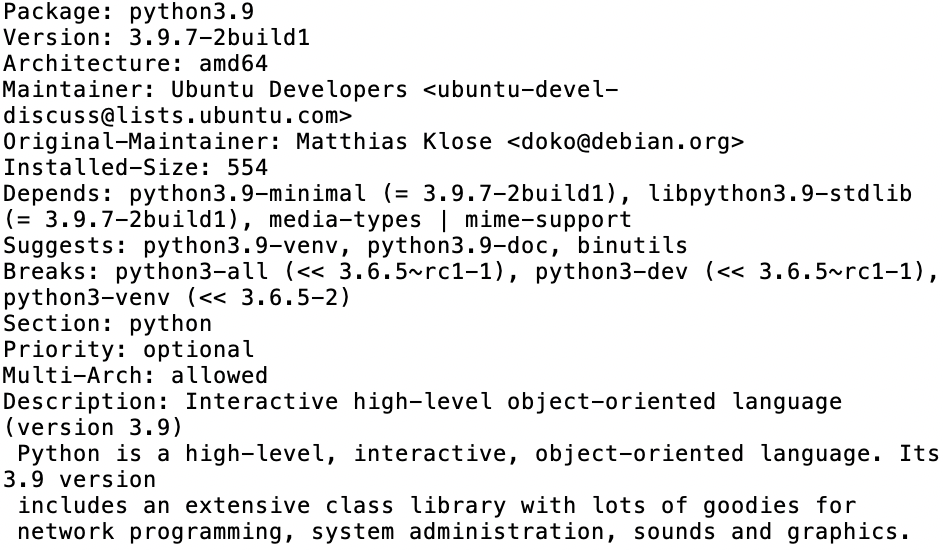 Package: python3.9
Version: 3.9.7-2build1
Architecture: amd64
Maintainer: Ubuntu Developers <ubuntu-devel-
discuss@lists.ubuntu.com>
Original-Maintainer: Matthias Klose <doko@debian.org>
Installed-Size: 554
Depends: python3.9-minimal (= 3.9.7-2build1), libpython3.9-stdlib
(= 3.9.7-2build1), media-types | mime-support
Suggests: python3.9-venv, python3.9-doc, binutils
Breaks: python3-all (<< 3.6.5~rc1-1), python3-dev (<< 3.6.5~rc1-1),
python3-venv (<< 3.6.5-2)
Section: python
Priority: optional
Multi-Arch: allowed
Description: Interactive high-level object-oriented language
(version 3.9)
 Python is a high-level, interactive, object-oriented language. Its
3.9 version
 includes an extensive class library with lots of goodies for
 network programming, system administration, sounds and graphics.